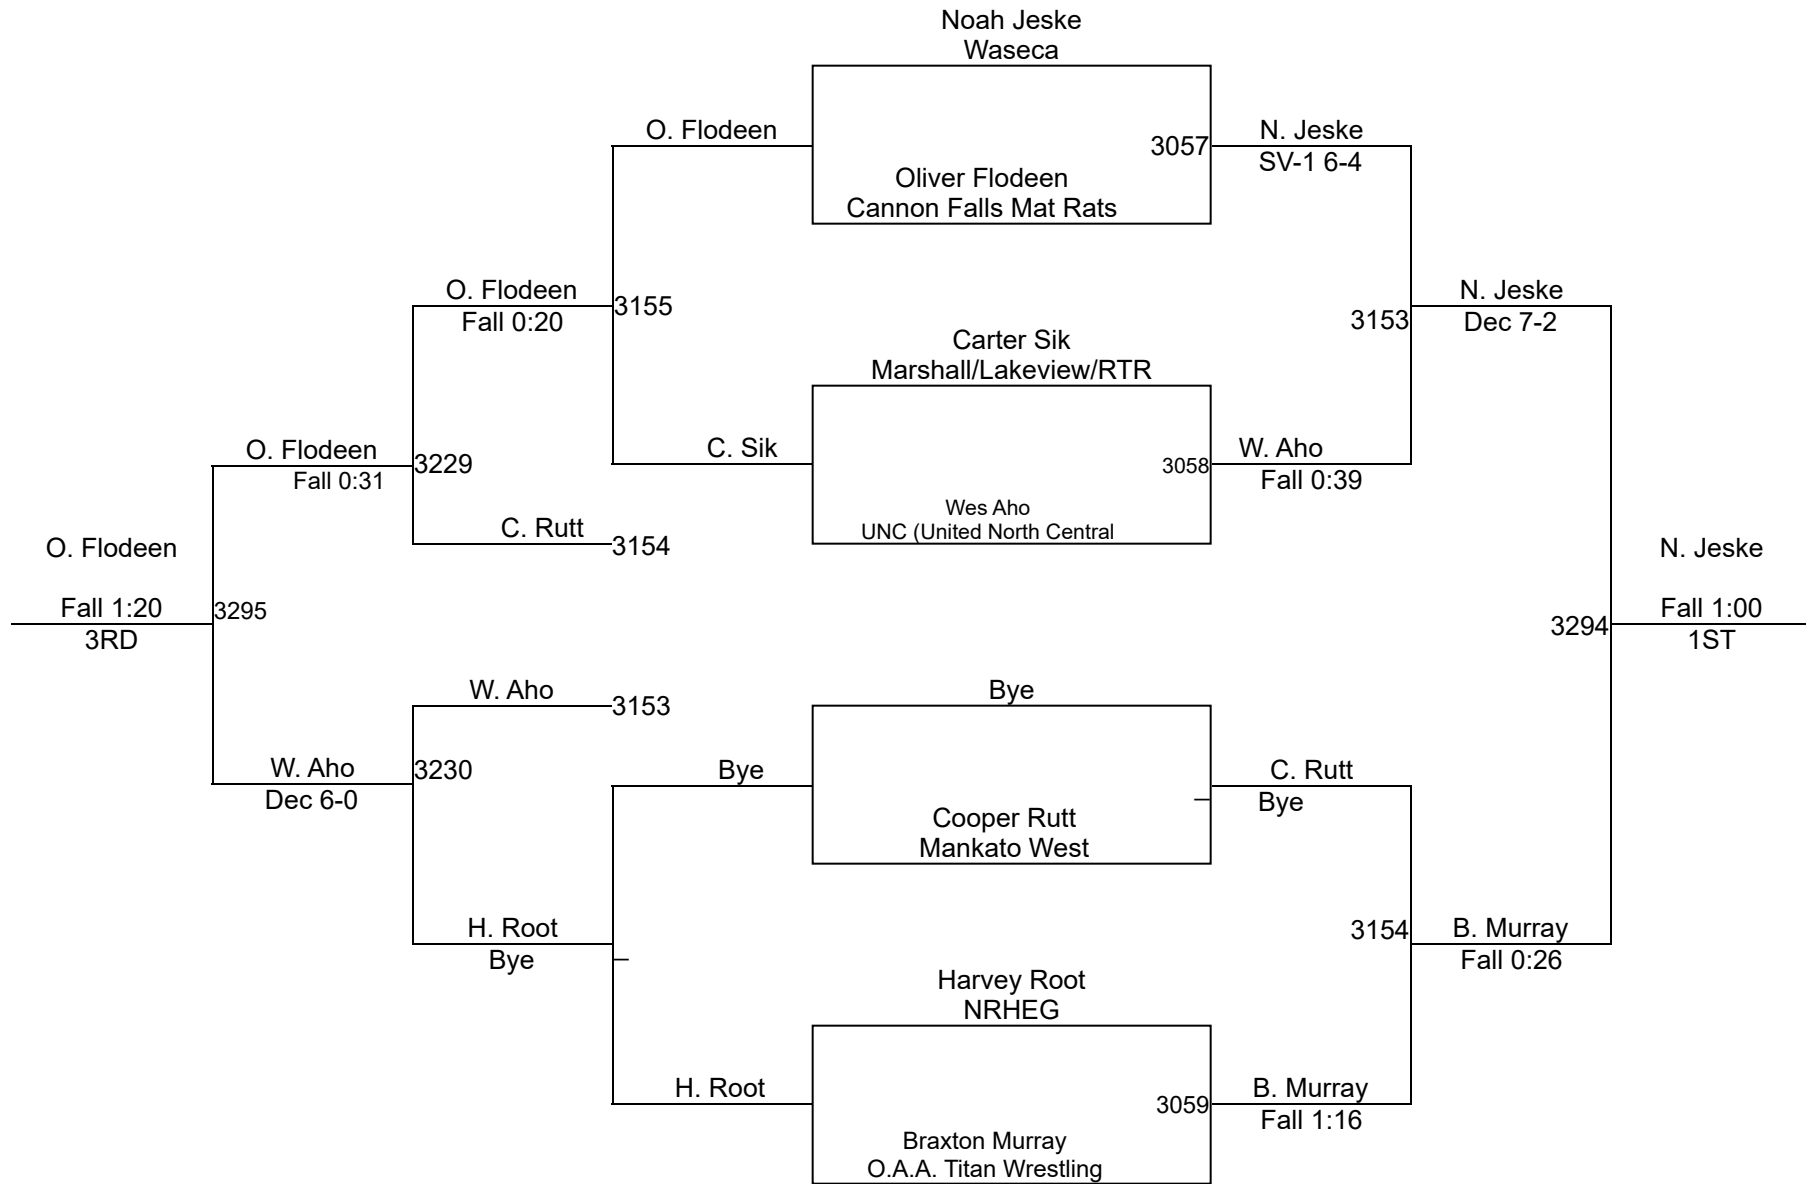 Noah Jeske
Waseca
O. Flodeen
3057
N. Jeske
SV-1 6-4
Oliver Flodeen
Cannon Falls Mat Rats
O. Flodeen
Fall 0:20
3155
N. Jeske
Dec 7-2
3153
Carter Sik
Marshall/Lakeview/RTR
O. Flodeen
Fall 0:31
3229
C. Sik
3058
W. Aho
Fall 0:39
Wes Aho
UNC (United North Central
C. Rutt
3154
O. Flodeen
Fall 1:20
3RD
3295
N. Jeske
Fall 1:00
1ST
3294
W. Aho
3153
Bye
W. Aho
Dec 6-0
3230
Bye
C. Rutt
Bye
Cooper Rutt
Mankato West
H. Root
Bye
3154
B. Murray
Fall 0:26
Harvey Root
NRHEG
H. Root
3059
B. Murray
Fall 1:16
Braxton Murray
O.A.A. Titan Wrestling